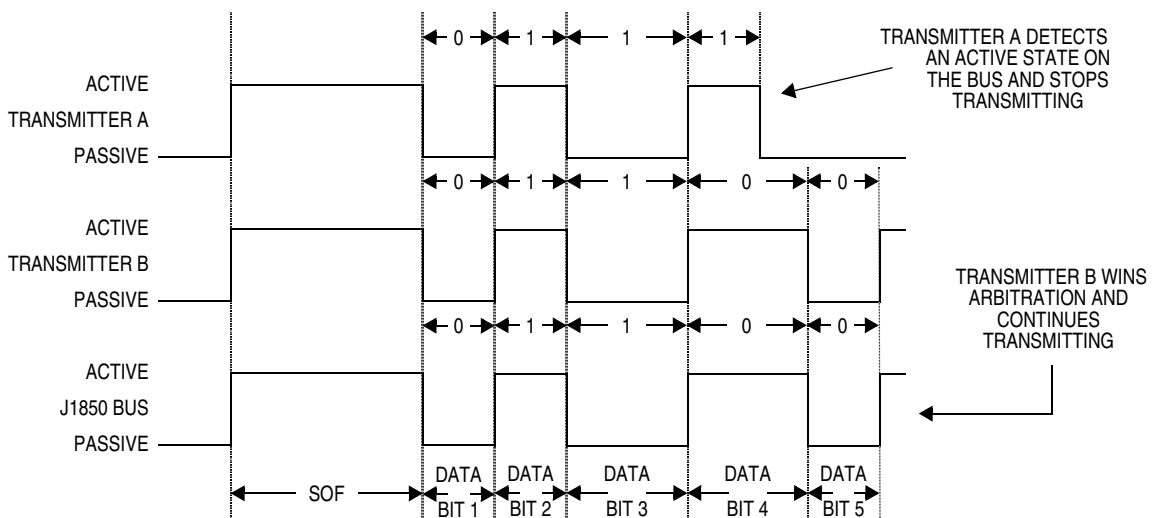 0 1 1 1
TRANSMITTER A DETECTS
AN ACTIVE STATE ON
THE BUS AND STOPS
TRANSMITTING
ACTIVE
TRANSMITTER A
PASSIVE
0 1 1 0 0
ACTIVE
TRANSMITTER B
PASSIVE
TRANSMITTER B WINS
ARBITRATION AND
CONTINUES
TRANSMITTING
0 1 1 0 0
ACTIVE
J1850 BUS
PASSIVE
SOF
DATA
BIT 1
DATA
BIT 2
DATA
BIT 3
DATA
BIT 4
DATA
BIT 5